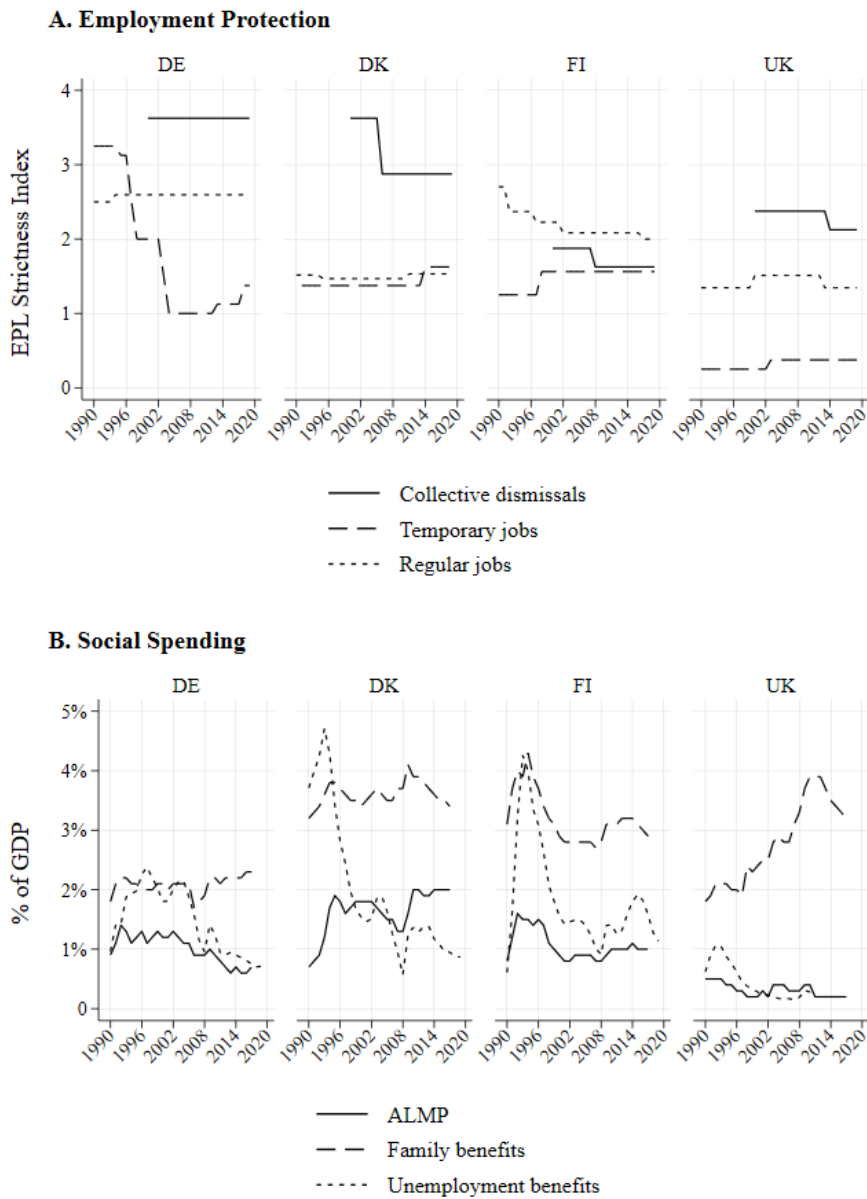 A. Employment Protection
DE DK FI UK
EPL Strictness Index
4
3
2
1
0
1990 1996 2002 2008 2014 2020 1990 1996 2002 2008 2014 2020 1990 1996 2002 2008 2014 2020 1990 1996 2002 2008 2014 2020
Collective dismissals
Temporary jobs
Regular jobs
B. Social Spending
DE DK FI UK
% of GDP
5%
4%
3%
2%
1%
0
1990 1996 2002 2008 2014 2020 1990 1996 2002 2008 2014 2020 1990 1996 2002 2008 2014 2020 1990 1996 2002 2008 2014 2020
ALMP
Family benefits
Unemployment benefits